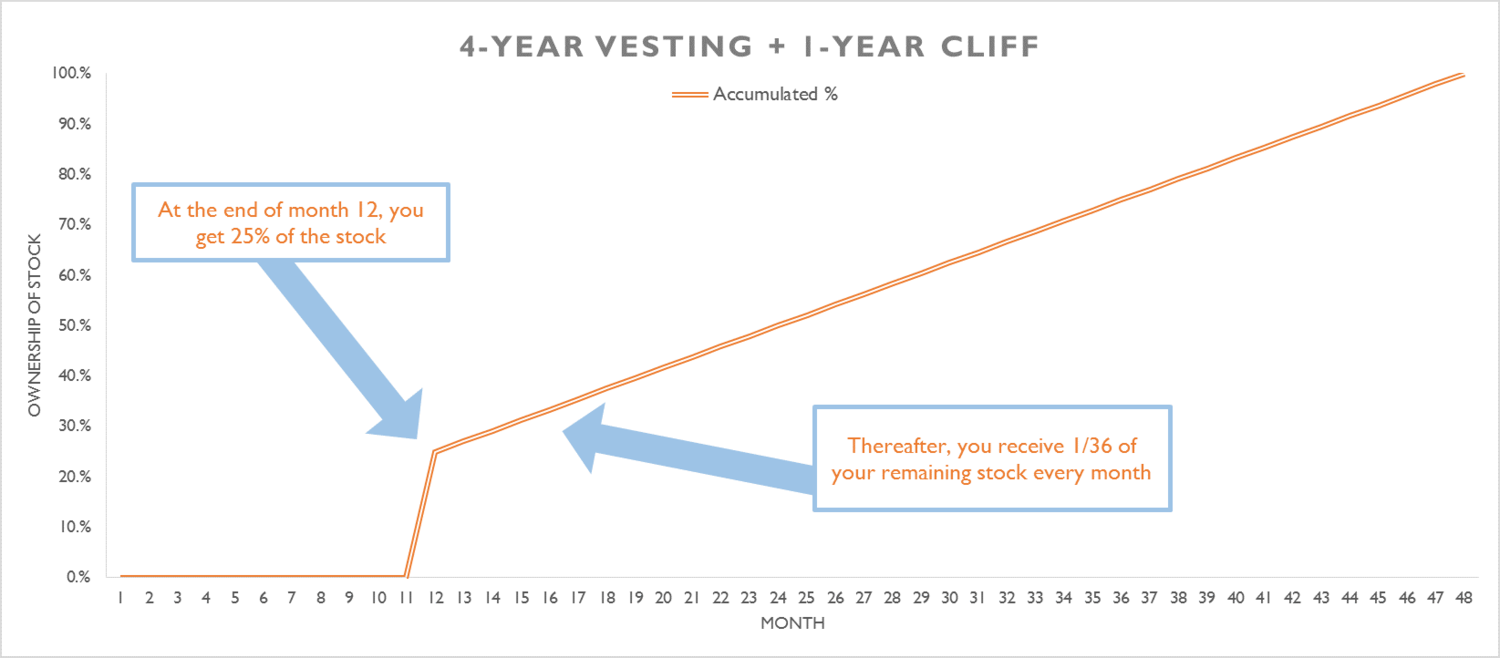 4-YEAR VESTING + 1-YEAR CLIFF
Accumulated %
100.%
90.%
80.%
70.%
60.%
50.%
40.%
30.%
20.%
10.%
0.%
OWNERSHIP OF STOCK
At the end of month 12, you
get 25% of the stock
Thereafter, you receive 1/36 of
your remaining stock every month
1 2 3 4 5 6 7 8 9 10 11 12 13 14 15 16 17 18 19 20 21 22 23 24 25 26 27 28 29 30 31 32 33 34 35 36 37 38 39 40 41 42 43 44 45 46 47 48
MONTH